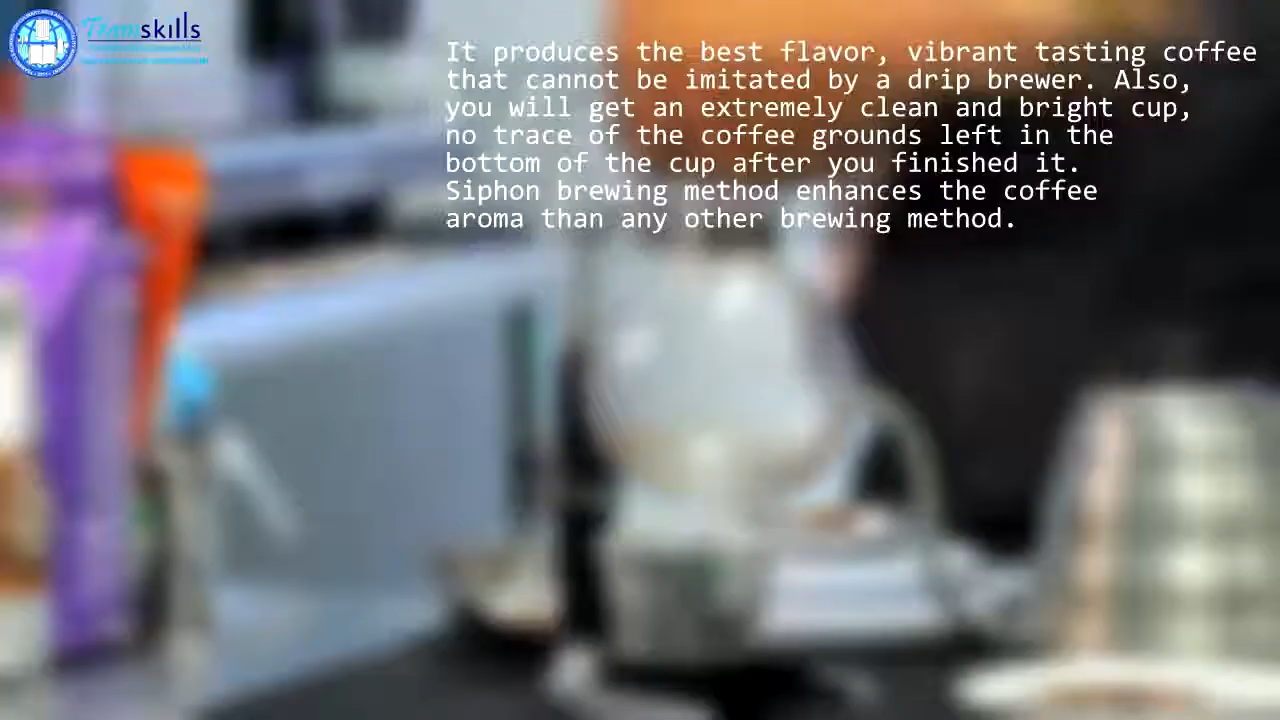 Teamskills
It produces the best flavor, vibrant tasting coffee
that cannot be imitated by a drip brewer. Also,
you will get an extremely clean and bright cup,
no trace of the coffee grounds left in the
bottom of the cup after you finished it.
Siphon brewing method enhances the coffee
aroma than any other brewing method.